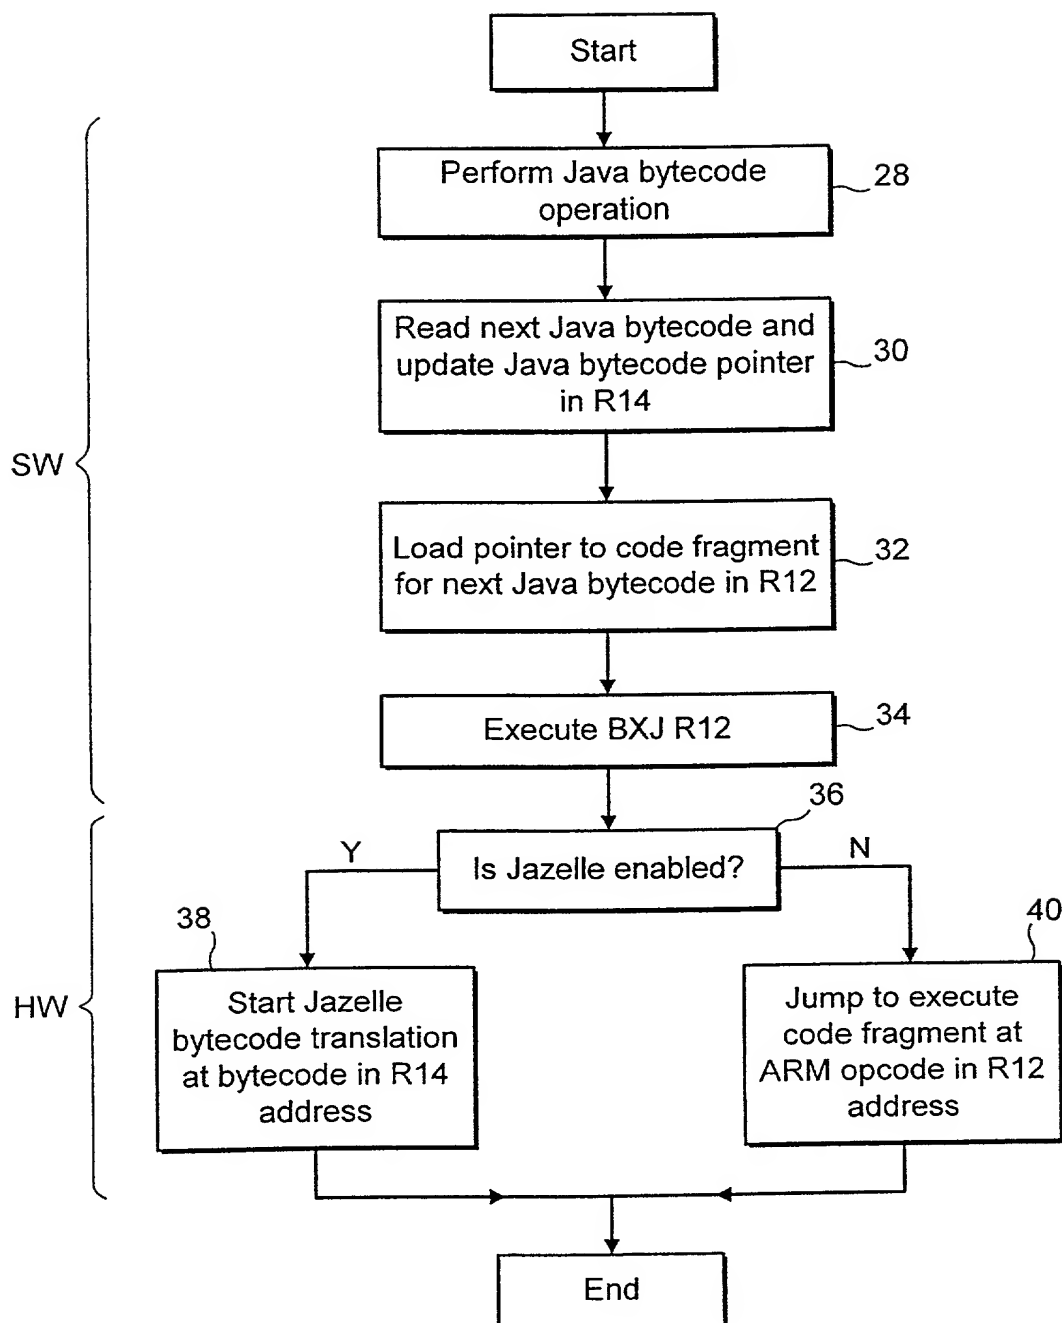 Start
Perform Java bytecode
operation
28
Read next Java bytecode and
update Java bytecode pointer
in R14
30
SW
Load pointer to code fragment
for next Java bytecode in R12
32
Execute BXJ R12
34
36
Is Jazelle enabled?
Y
N
38
40
HW
Start Jazelle
bytecode translation
at bytecode in R14
address
Jump to execute
code fragment at
ARM opcode in R12
address
End